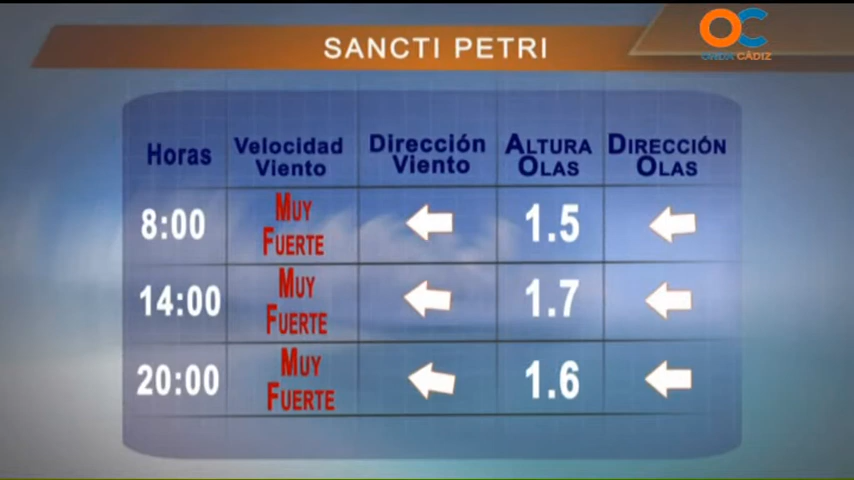 SANCTI PETRI
OC
ONDA CÁDIZ
Horas
Velocidad
Viento
Dirección
Viento
ALTURA
OLAS
DIRECCIÓN
OLAS
8:00
MUY
FUERTE
1.5
14:00
MUY
FUERTE
1.7
20:00
MUY
FUERTE
1.6